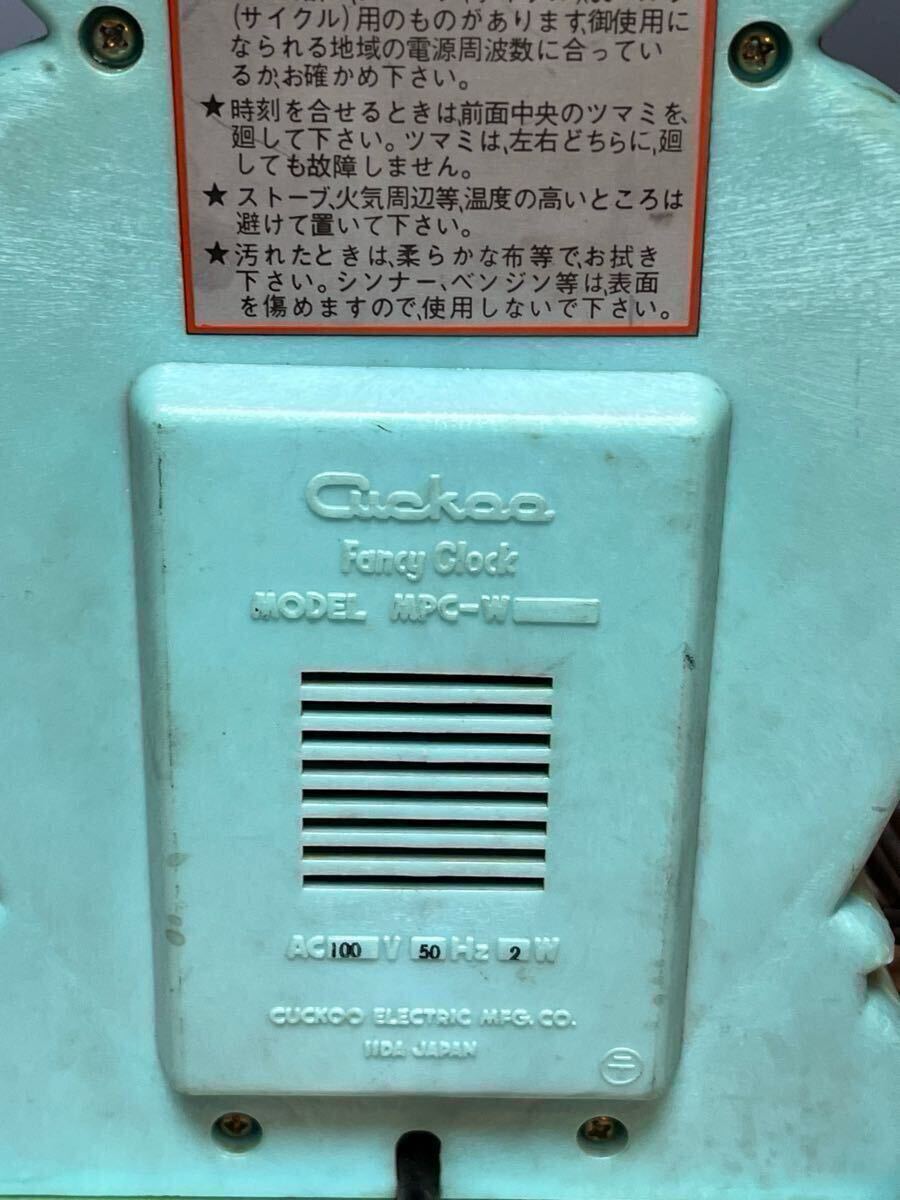 (サイクル)用のものがあります,御使用に
なられる地域の電源周波数に合ってい
るか,お確かめ下さい。
★時刻を合せるときは,前面中央のツマミを,
廻して下さい。ツマミは,左右どちらに,廻
しても故障しません。
★ストーブ,火気周辺等,温度の高いところは
避けて置いて下さい。
★汚れたときは,柔らかな布等で,お拭き
下さい。シンナー,ベンジン等は,表面
を傷めますので,使用しないで下さい。
Cuckoo
Fancy Clock
MODEL MPC-W
AC 100 V 50 Hz 2 W
CUCKOO ELECTRIC MFG. CO.
IIDA JAPAN
〒